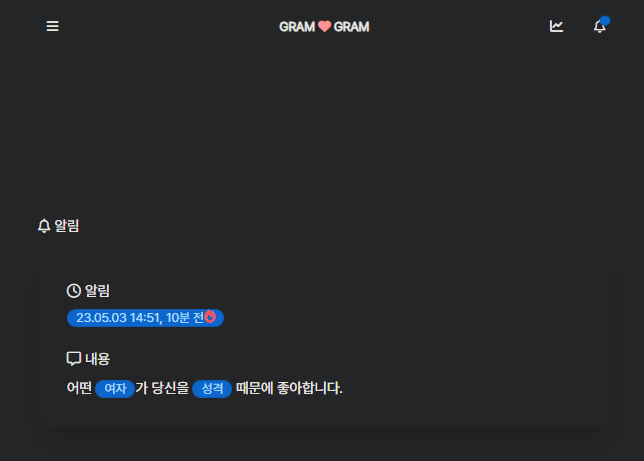 GRAM GRAM
알림
알림
23.05.03 14:51, 10분 전
내용
어떤 여자가 당신을 성격 때문에 좋아합니다.